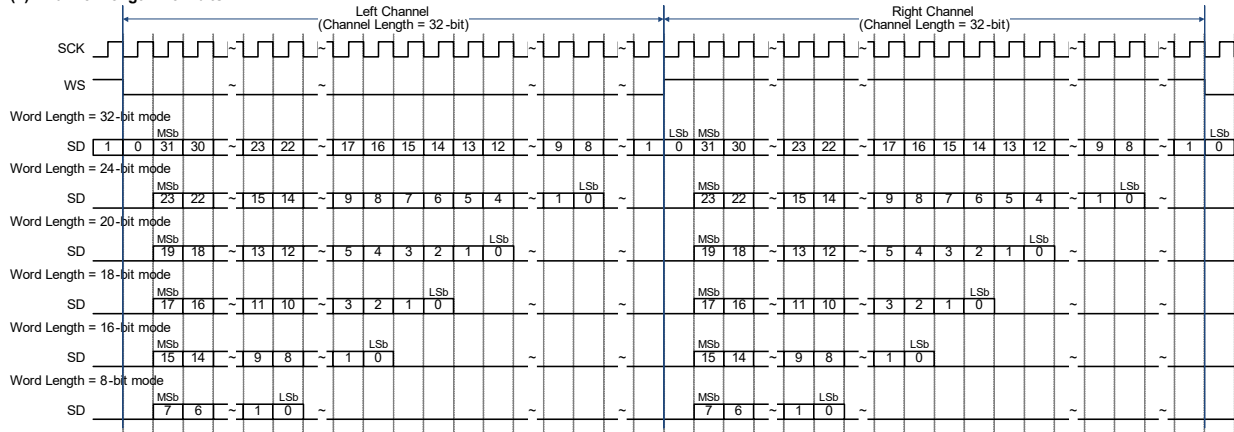 Left Channel
(Channel Length = 32-bit)
Right Channel
(Channel Length = 32-bit)
SCK ~ ~ ~ ~ ~ ~ ~ ~
WS ~ ~ ~ ~ ~ ~ ~ ~
Word Length = 32-bit mode
MSb LSb MSb LSb
SD 1 0 31 30 ~ 23 22 ~ 17 16 15 14 13 12 ~ 9 8 ~ 1 0 31 30 ~ 23 22 ~ 17 16 15 14 13 12 ~ 9 8 ~ 1 0
Word Length = 24-bit mode
MSb LSb MSb LSb
SD 23 22 ~ 15 14 ~ 9 8 7 6 5 4 ~ 1 0 ~ 23 22 ~ 15 14 ~ 9 8 7 6 5 4 ~ 1 0 ~
Word Length = 20-bit mode
MSb LSb MSb LSb
SD 19 18 ~ 13 12 ~ 5 4 3 2 1 0 ~ ~ 19 18 ~ 13 12 ~ 5 4 3 2 1 0 ~ ~
Word Length = 18-bit mode
MSb LSb MSb LSb
SD 17 16 ~ 11 10 ~ 3 2 1 0 ~ ~ 17 16 ~ 11 10 ~ 3 2 1 0 ~ ~
Word Length = 16-bit mode
MSb LSb MSb LSb
SD 15 14 ~ 9 8 ~ 1 0 ~ ~ 15 14 ~ 9 8 ~ 1 0 ~ ~
Word Length = 8-bit mode
MSb LSb MSb LSb
SD 7 6 ~ 1 0 ~ ~ ~ 7 6 ~ 1 0 ~ ~ ~